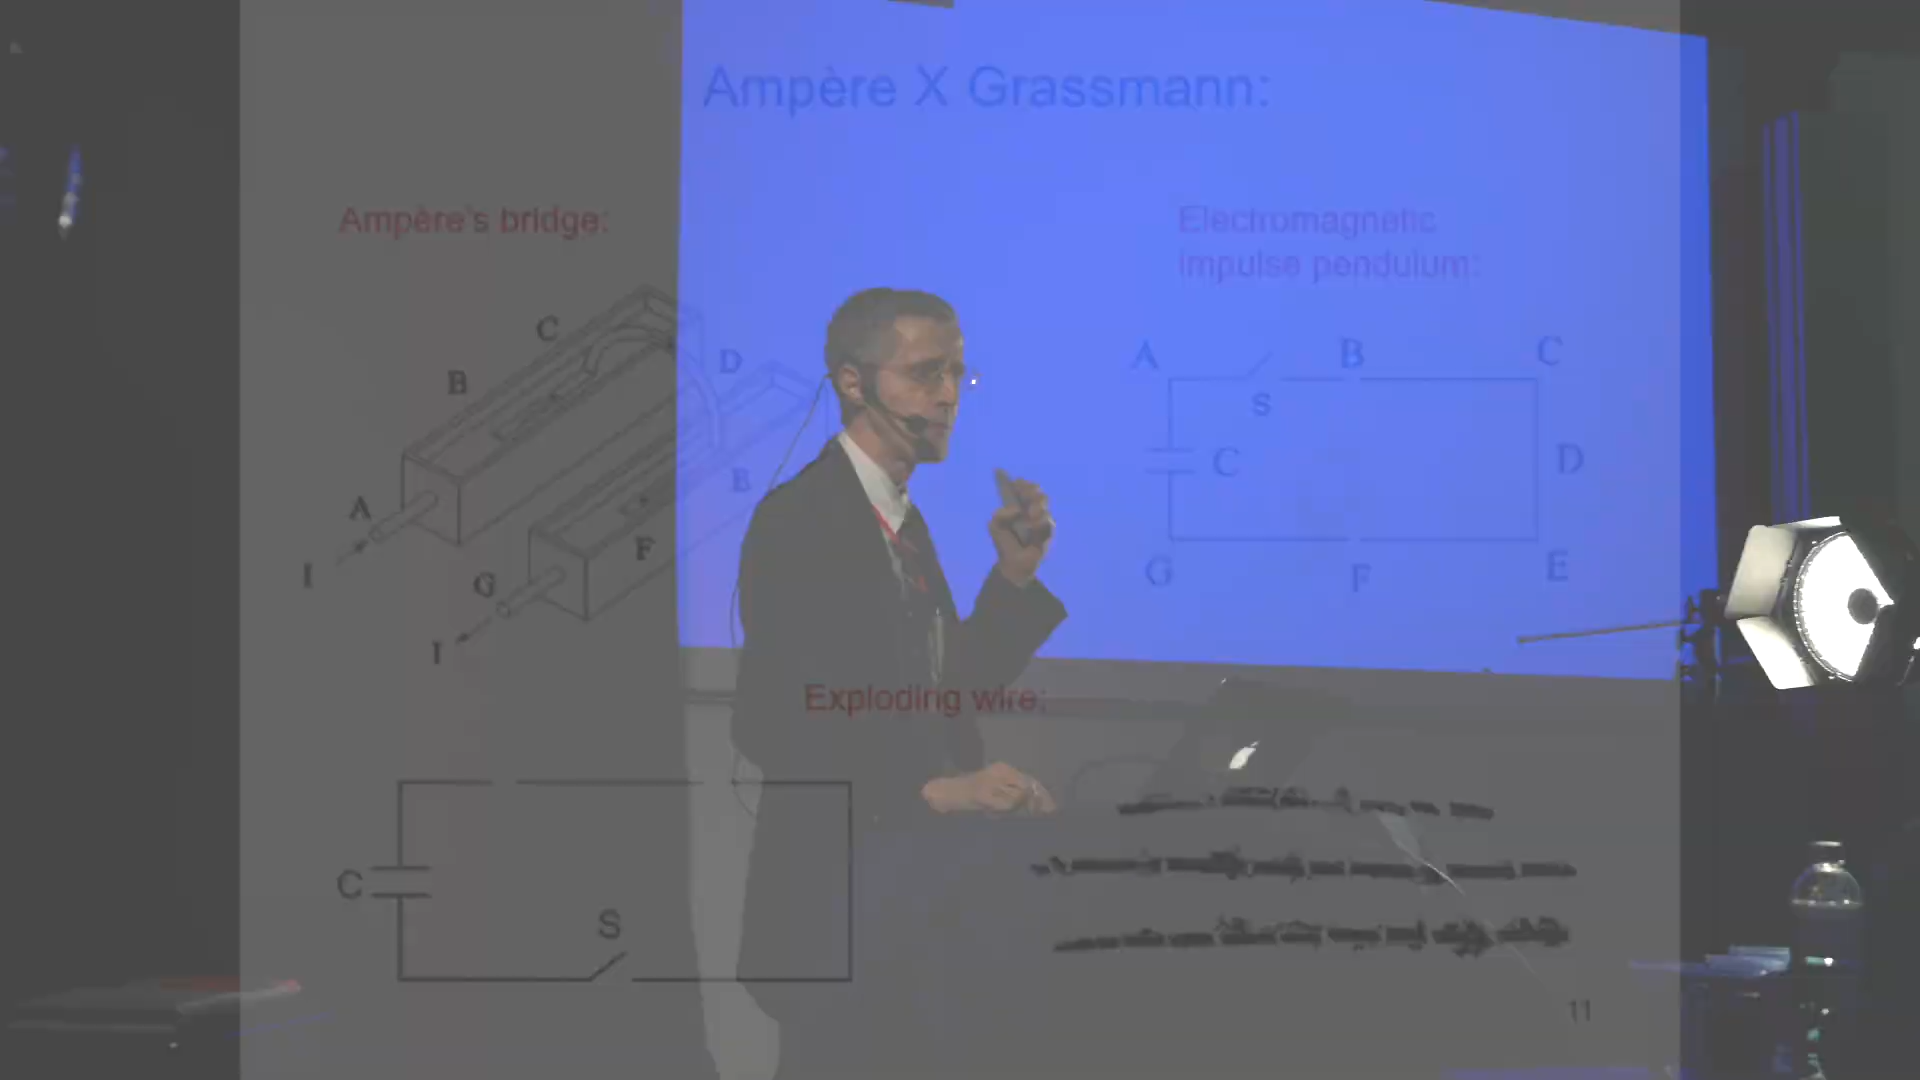 Ampère X Grassmann:
Ampère's bridge:
Electromagnetic
impulse pendulum:
C
B
D
A
E
I
F
G
I
A
B
C
S
C
D
G
F
E
Exploding wire:
C
S
11